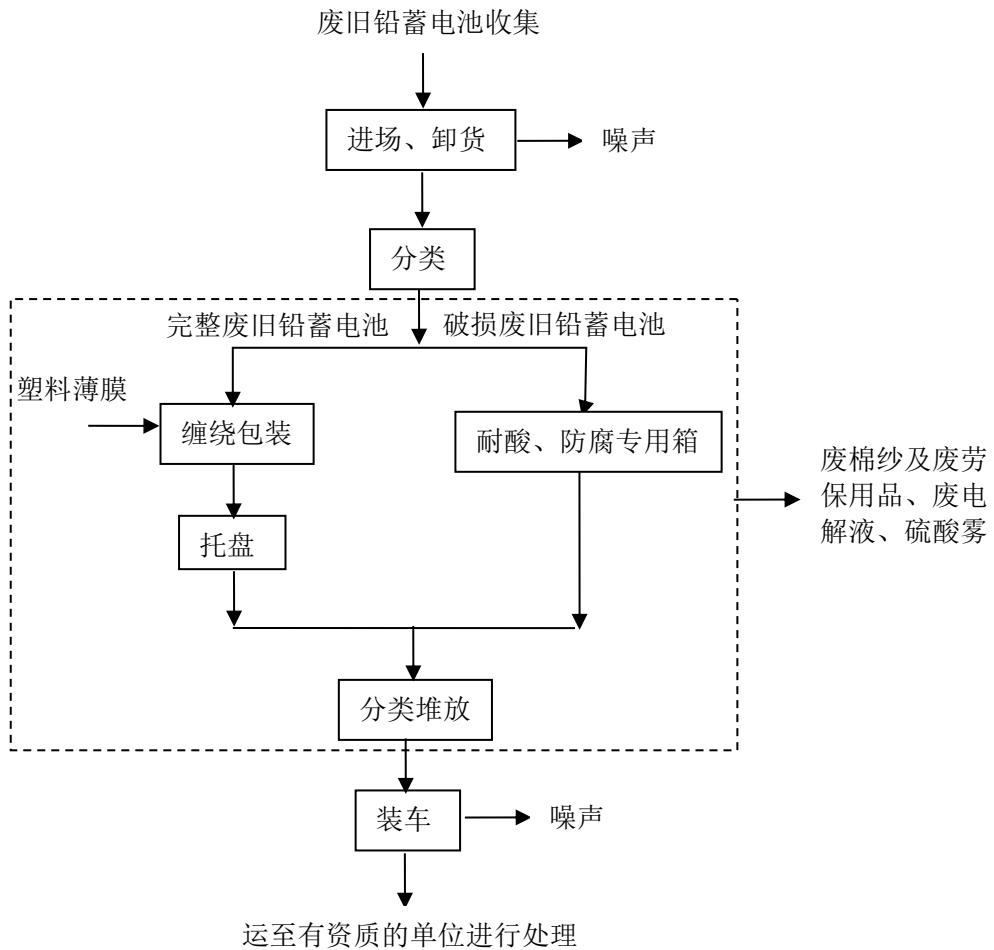 废旧铅蓄电池收集
进场、卸货
噪声
分类
完整废旧铅蓄电池
破损废旧铅蓄电池
塑料薄膜
缠绕包装
耐酸、防腐专用箱
废棉纱及废劳
保用品、废电
解液、硫酸雾
托盘
分类堆放
装车
噪声
运至有资质的单位进行处理